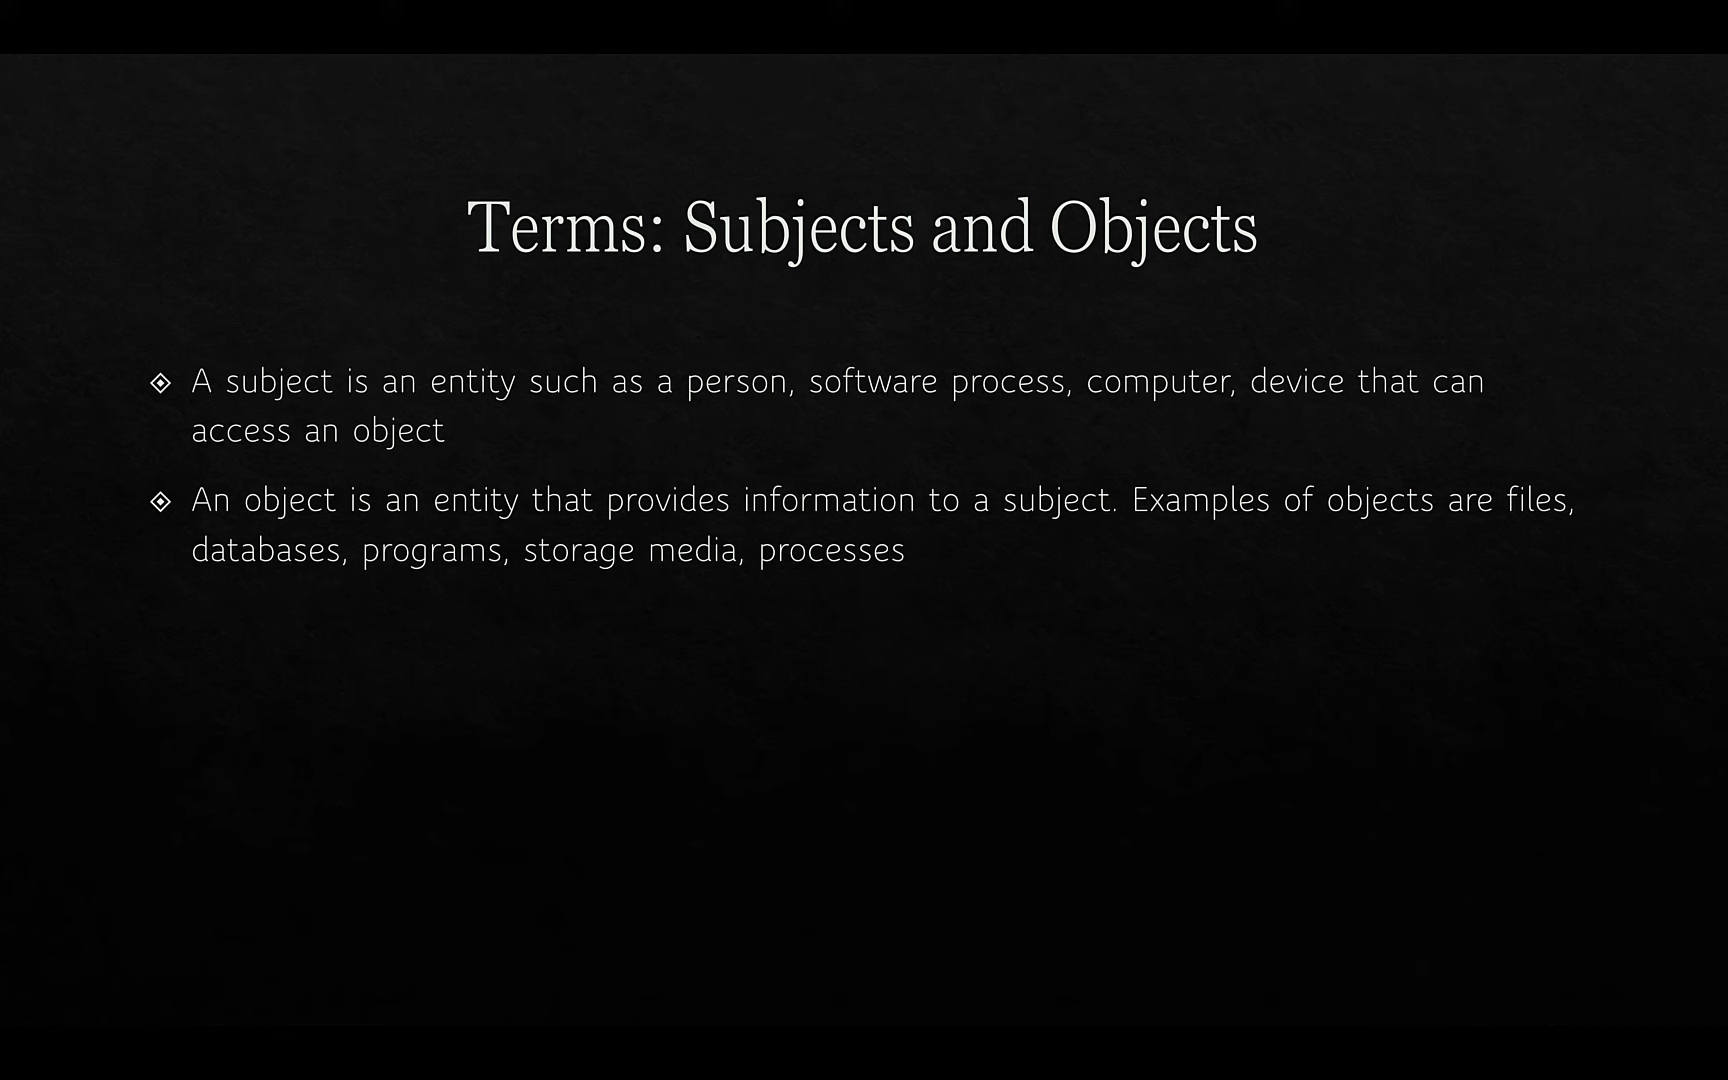 Terms: Subjects and Objects
A subject is an entity such as a person, software process, computer, device that can
access an object
An object is an entity that provides information to a subject. Examples of objects are files,
databases, programs, storage media, processes